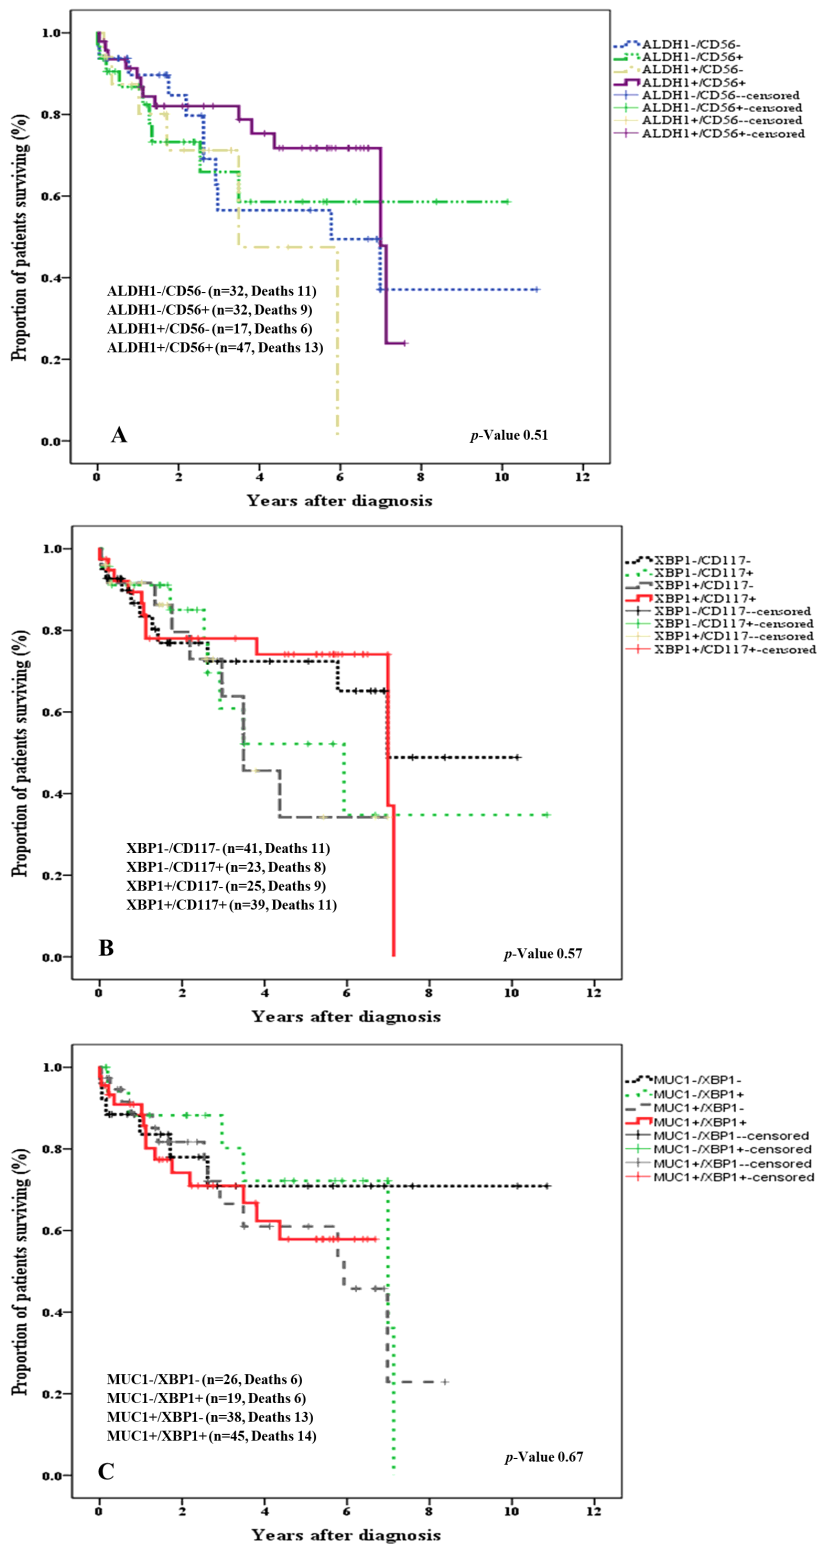 1.0
0.8
0.6
0.4
0.2
0.0
Proportion of patients surviving (%)
ALDH1-/CD56-
ALDH1-/CD56+
ALDH1+/CD56-
ALDH1+/CD56+
ALDH1-/CD56--censored
ALDH1-/CD56+-censored
ALDH1+/CD56--censored
ALDH1+/CD56+-censored
ALDH1-/CD56- (n=32, Deaths 11)
ALDH1-/CD56+ (n=32, Deaths 9)
ALDH1+/CD56- (n=17, Deaths 6)
ALDH1+/CD56+ (n=47, Deaths 13)
A
p-Value 0.51
0 2 4 6 8 10 12
Years after diagnosis
1.0
0.8
0.6
0.4
0.2
0.0
Proportion of patients surviving (%)
XBP1-/CD117-
XBP1-/CD117+
XBP1+/CD117-
XBP1+/CD117+
XBP1-/CD117--censored
XBP1-/CD117+-censored
XBP1+/CD117--censored
XBP1+/CD117+-censored
XBP1-/CD117- (n=41, Deaths 11)
XBP1-/CD117+ (n=23, Deaths 8)
XBP1+/CD117- (n=25, Deaths 9)
XBP1+/CD117+ (n=39, Deaths 11)
B
p-Value 0.57
0 2 4 6 8 10 12
Years after diagnosis
1.0
0.8
0.6
0.4
0.2
0.0
Proportion of patients surviving (%)
MUC1-/XBP1-
MUC1-/XBP1+
MUC1+/XBP1-
MUC1+/XBP1+
MUC1-/XBP1--censored
MUC1-/XBP1+-censored
MUC1+/XBP1--censored
MUC1+/XBP1+-censored
MUC1-/XBP1- (n=26, Deaths 6)
MUC1-/XBP1+ (n=19, Deaths 6)
MUC1+/XBP1- (n=38, Deaths 13)
MUC1+/XBP1+ (n=45, Deaths 14)
C
p-Value 0.67
0 2 4 6 8 10 12
Years after diagnosis